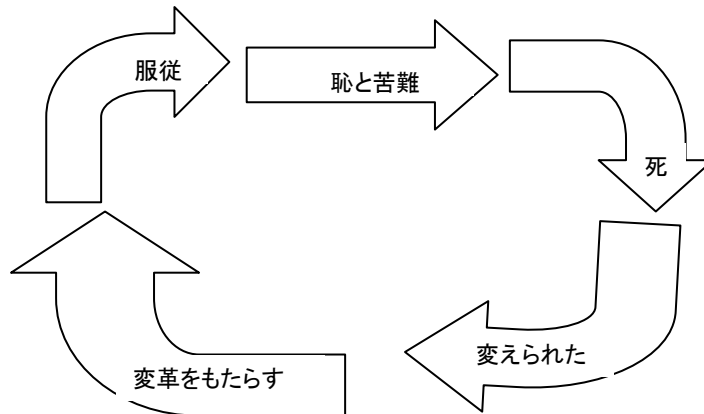 服従
恥と苦難
死
変えられた
変革をもたらす